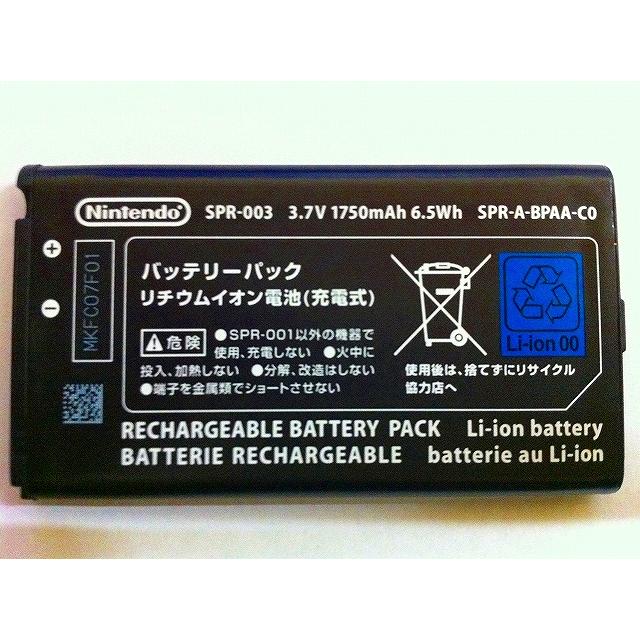 Nintendo SPR-003 3.7V 1750mAh 6.5Wh SPR-A-BPAA-C0
+
−
MKFC07F01
バッテリーパック
リチウムイオン電池(充電式)
危険 ●SPR-001以外の機器で
使用、充電しない ●火中に
投入、加熱しない ●分解、改造はしない
●端子を金属類でショートさせない
Li-ion 00
使用後は、捨てずにリサイクル
協力店へ
RECHARGEABLE BATTERY PACK Li-ion battery
BATTERIE RECHARGEABLE batterie au Li-ion